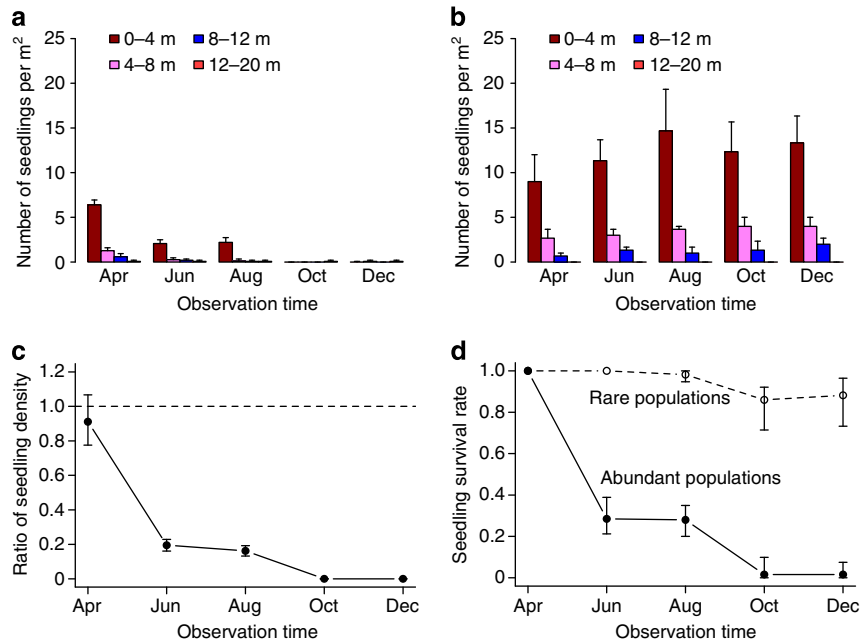 a
Number of seedlings per m²
25
20
15
10
5
0
0–4 m
8–12 m
4–8 m
12–20 m
Apr
Jun
Aug
Oct
Dec
Observation time
b
Number of seedlings per m²
25
20
15
10
5
0
0–4 m
8–12 m
4–8 m
12–20 m
Apr
Jun
Aug
Oct
Dec
Observation time
c
Ratio of seedling density
1.2
1.0
0.8
0.6
0.4
0.2
0
Apr
Jun
Aug
Oct
Dec
Observation time
d
Seedling survival rate
1.0
0.8
0.6
0.4
0.2
0
Rare populations
Abundant populations
Apr
Jun
Aug
Oct
Dec
Observation time